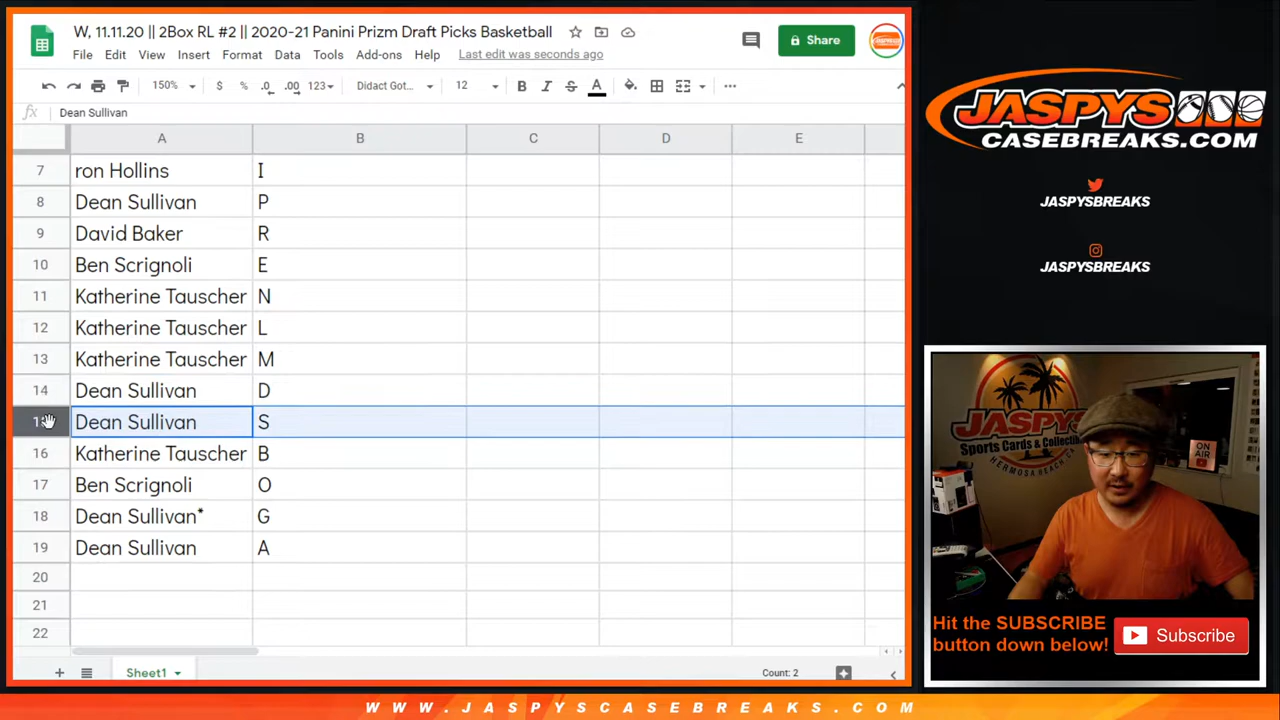 W, 11.11.20 || 2Box RL #2 || 2020-21 Panini Prizm Draft Picks Basketball
File Edit View Insert Format Data Tools Add-ons Help Last edit was seconds ago
Share
150% $ % .0 .00 123 Didact Got... 12 B I S A
fx Dean Sullivan
A B C D E
7 ron Hollins I
8 Dean Sullivan P
9 David Baker R
10 Ben Scrignoli E
11 Katherine Tauscher N
12 Katherine Tauscher L
13 Katherine Tauscher M
14 Dean Sullivan D
Dean Sullivan S
16 Katherine Tauscher B
17 Ben Scrignoli O
18 Dean Sullivan* G
19 Dean Sullivan A
20
21
22
Sheet1 Count: 2
JASPYS
CASEBREAKS.COM
JASPYSBREAKS
JASPYSBREAKS
JASPYS
Sports Cards & Collectibles
HERMOSA BEACH CA
ON AIR
Hit the SUBSCRIBE
button down below!
Subscribe
WWW.JASPYSCASEBREAKS.COM